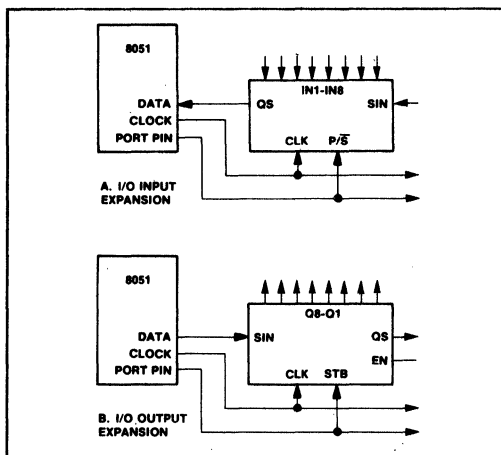 8051
IN1-IN8
DATA
QS
SIN
CLOCK
PORT PIN
CLK
P/S̅
A. I/O INPUT
EXPANSION
8051
Q8-Q1
DATA
SIN
QS
CLOCK
EN
PORT PIN
CLK
STB
B. I/O OUTPUT
EXPANSION